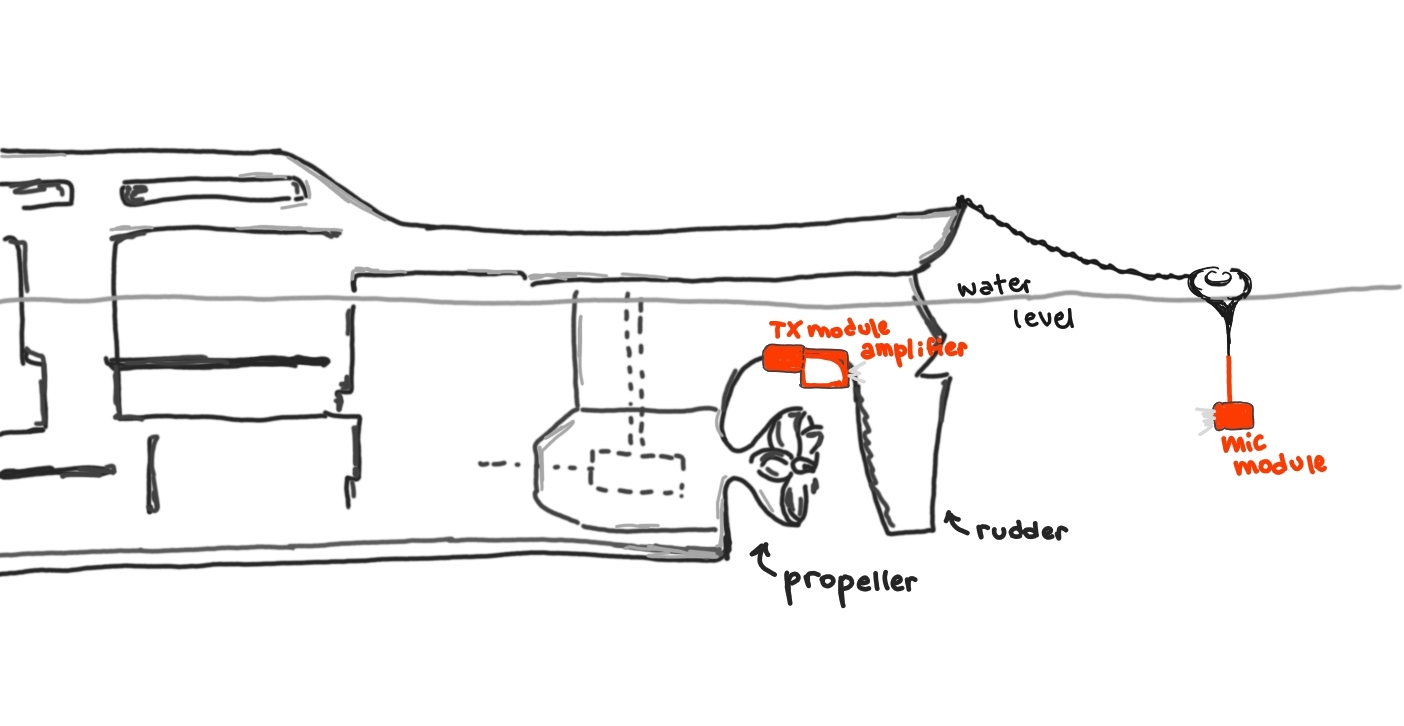 water
level
TX module
amplifier
mic
module
rudder
propeller